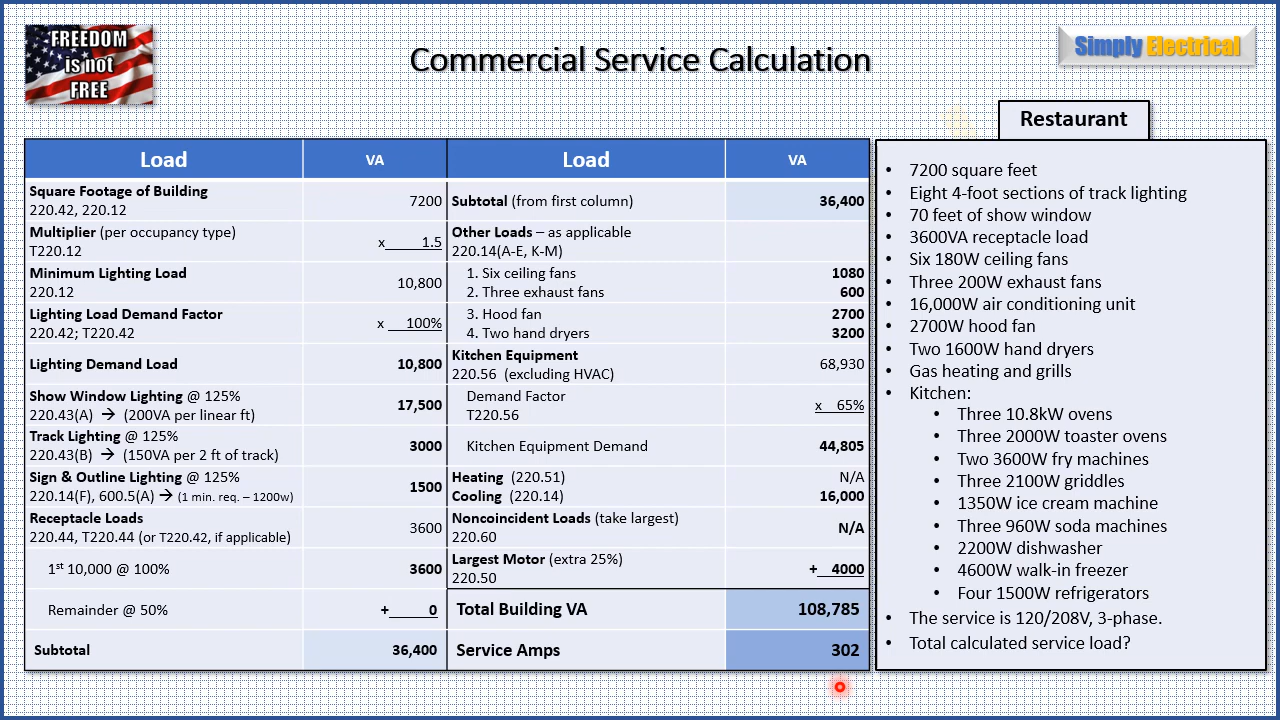 FREEDOM
is not
FREE
Commercial Service Calculation
Simply Electrical
Restaurant
Load VA Load VA
Square Footage of Building
220.42, 220.12
7200
Subtotal (from first column) 36,400
Multiplier (per occupancy type)
T220.12
x 1.5
Other Loads – as applicable
220.14(A-E, K-M)
Minimum Lighting Load
220.12
10,800
1. Six ceiling fans 1080
2. Three exhaust fans 600
Lighting Load Demand Factor
220.42; T220.42
x 100%
3. Hood fan 2700
4. Two hand dryers 3200
Lighting Demand Load 10,800
Kitchen Equipment
220.56 (excluding HVAC)
68,930
Show Window Lighting @ 125%
220.43(A) → (200VA per linear ft)
17,500
Demand Factor
T220.56
x 65%
Track Lighting @ 125%
220.43(B) → (150VA per 2 ft of track)
3000
Kitchen Equipment Demand 44,805
Sign & Outline Lighting @ 125%
220.14(F), 600.5(A) → (1 min. req. – 1200w)
1500
Heating (220.51) N/A
Cooling (220.14) 16,000
Receptacle Loads
220.44, T220.44 (or T220.42, if applicable)
3600
Noncoincident Loads (take largest)
220.60
N/A
1st 10,000 @ 100% 3600
Largest Motor (extra 25%)
220.50
+ 4000
Remainder @ 50% + 0
Total Building VA 108,785
Subtotal 36,400
Service Amps 302
• 7200 square feet
• Eight 4-foot sections of track lighting
• 70 feet of show window
• 3600VA receptacle load
• Six 180W ceiling fans
• Three 200W exhaust fans
• 16,000W air conditioning unit
• 2700W hood fan
• Two 1600W hand dryers
• Gas heating and grills
• Kitchen:
• Three 10.8kW ovens
• Three 2000W toaster ovens
• Two 3600W fry machines
• Three 2100W griddles
• 1350W ice cream machine
• Three 960W soda machines
• 2200W dishwasher
• 4600W walk-in freezer
• Four 1500W refrigerators
• The service is 120/208V, 3-phase.
• Total calculated service load?